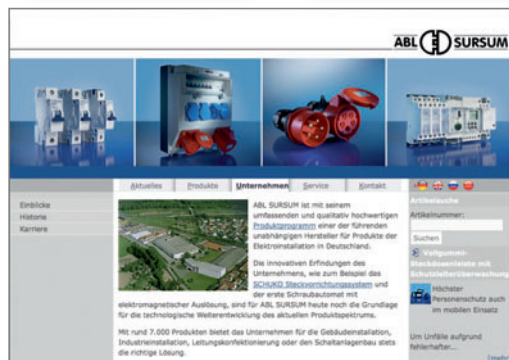 ABL SURSUM
Aktuelles Produkte Unternehmen Service Kontakt
Einblicke
Historie
Karriere
ABL SURSUM ist mit seinem
umfassenden und qualitativ hochwertigen
Produktprogramm einer der führenden
unabhängigen Hersteller für Produkte der
Elektroinstallation in Deutschland.
Die innovativen Erfindungen des
Unternehmens, wie zum Beispiel das
SCHUKO Steckvorrichtungssystem und
der erste Schraubautomat mit
elektromagnetischer Auslösung, sind für ABL SURSUM heute noch die Grundlage
für die technologische Weiterentwicklung des aktuellen Produktspektrums.
Mit rund 7.000 Produkten bietet das Unternehmen für die Gebäudeinstallation,
Industrieinstallation, Leitungskonfektionierung oder den Schaltanlagenbau stets
die richtige Lösung.
Artikelsuche
Artikelnummer:
Suchen
Vollgummi-
Steckdosenleiste mit
Schutzleiterüberwachung
Höchster
Personenschutz auch
im mobilen Einsatz
Um Unfälle aufgrund
fehlerhafter...
[mehr]